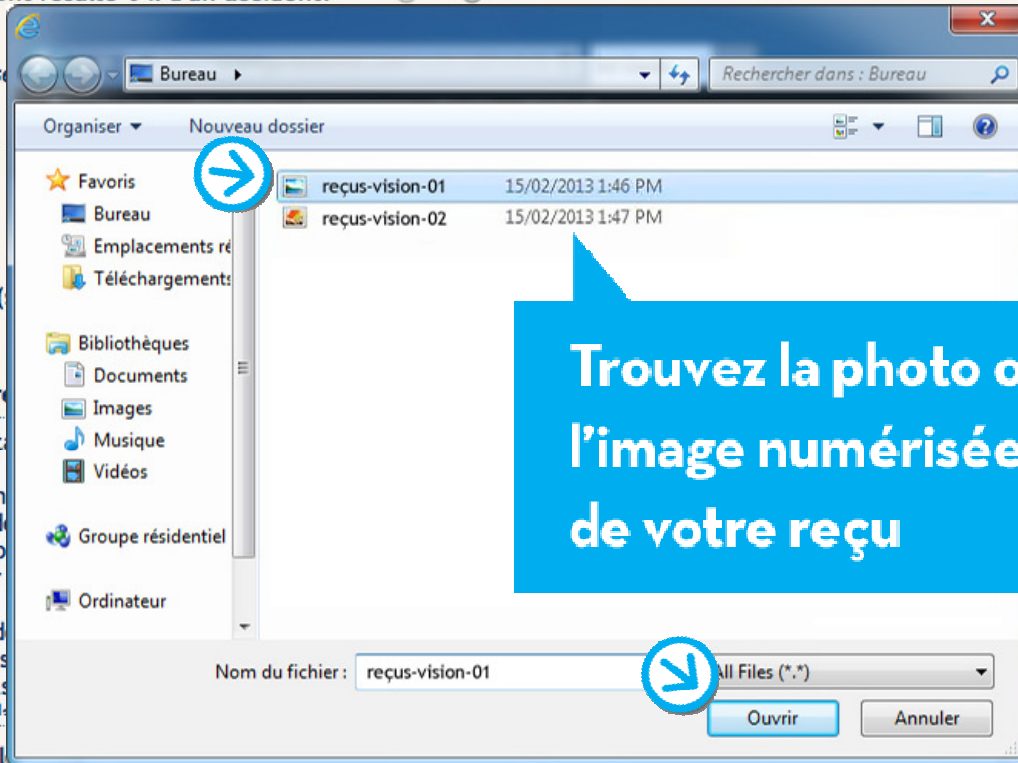 Bureau
Rechercher dans : Bureau
Organiser
Nouveau dossier
Favoris
Bureau
Emplacements ré
Téléchargements
Bibliothèques
Documents
Images
Musique
Vidéos
Groupe résidentiel
Ordinateur
reçus-vision-01 15/02/2013 1:46 PM
reçus-vision-02 15/02/2013 1:47 PM
Trouvez la photo o
l’image numérisée
de votre reçu
Nom du fichier : reçus-vision-01
All Files (*.*)
Ouvrir
Annuler